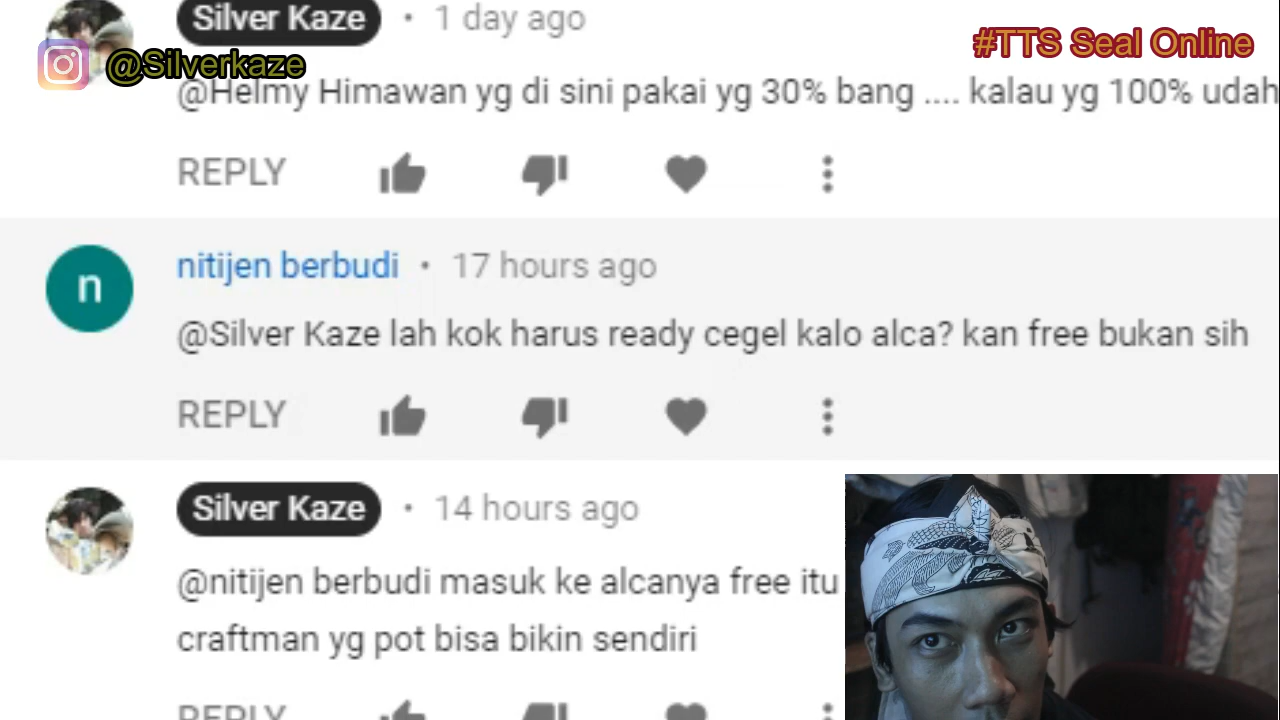 Silver Kaze • 1 day ago
#TTS Seal Online
@Silverkaze
@Helmy Himawan yg di sini pakai yg 30% bang .... kalau yg 100% udah
REPLY
n
nitijen berbudi • 17 hours ago
@Silver Kaze lah kok harus ready cegel kalo alca? kan free bukan sih
REPLY
Silver Kaze • 14 hours ago
@nitijen berbudi masuk ke alcanya free itu
craftman yg pot bisa bikin sendiri
REPLY